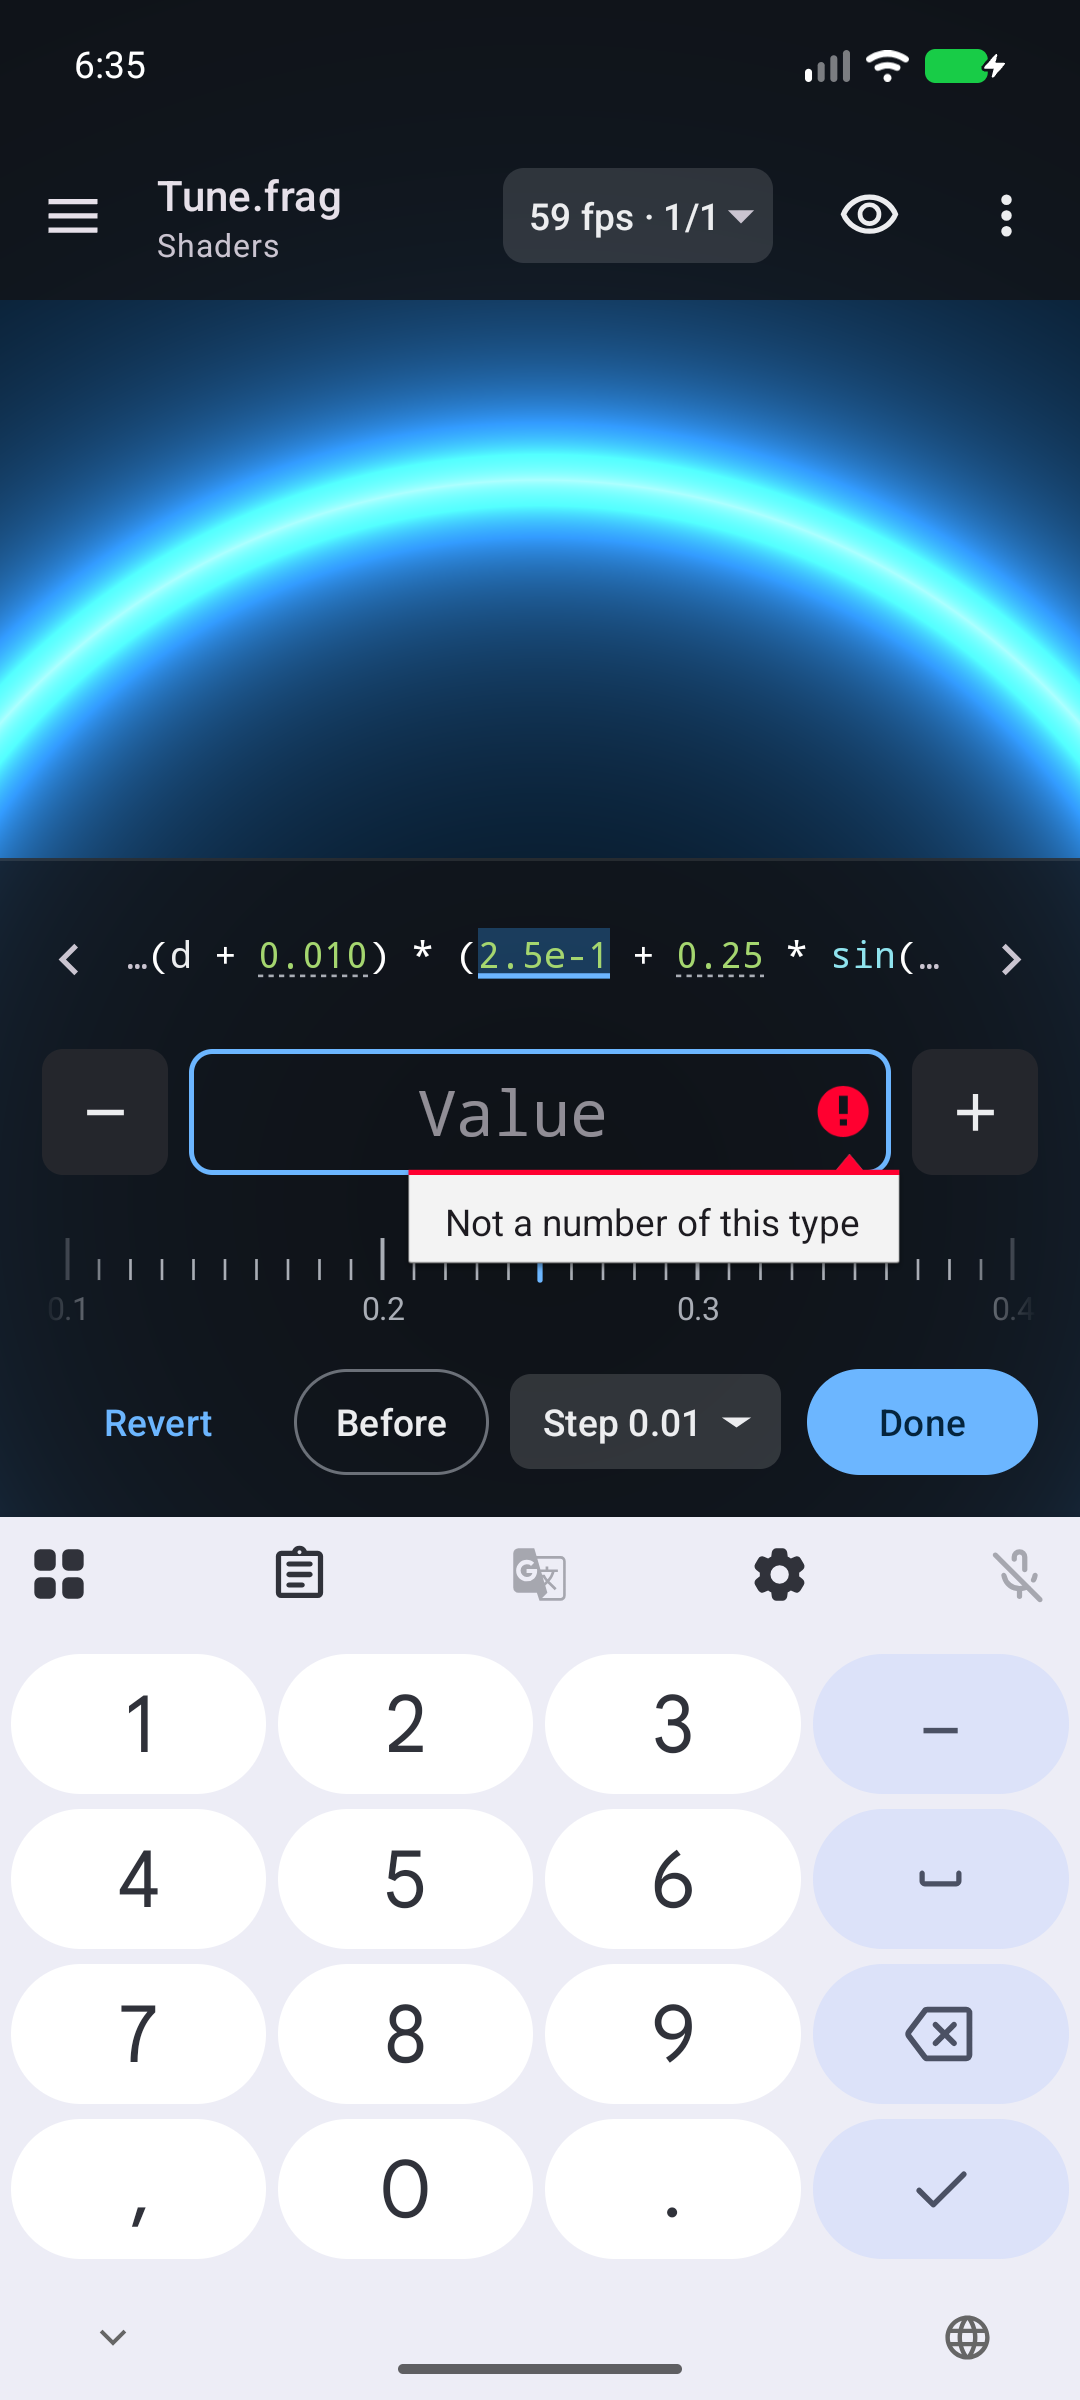 6:35
Tune.frag
Shaders
59 fps · 1/1
…(d + 0.010) * (2.5e-1 + 0.25 * sin(…
Value
Not a number of this type
0.1 0.2 0.3 0.4
Revert Before Step 0.01 Done
1 2 3 –
4 5 6
7 8 9
, 0 .